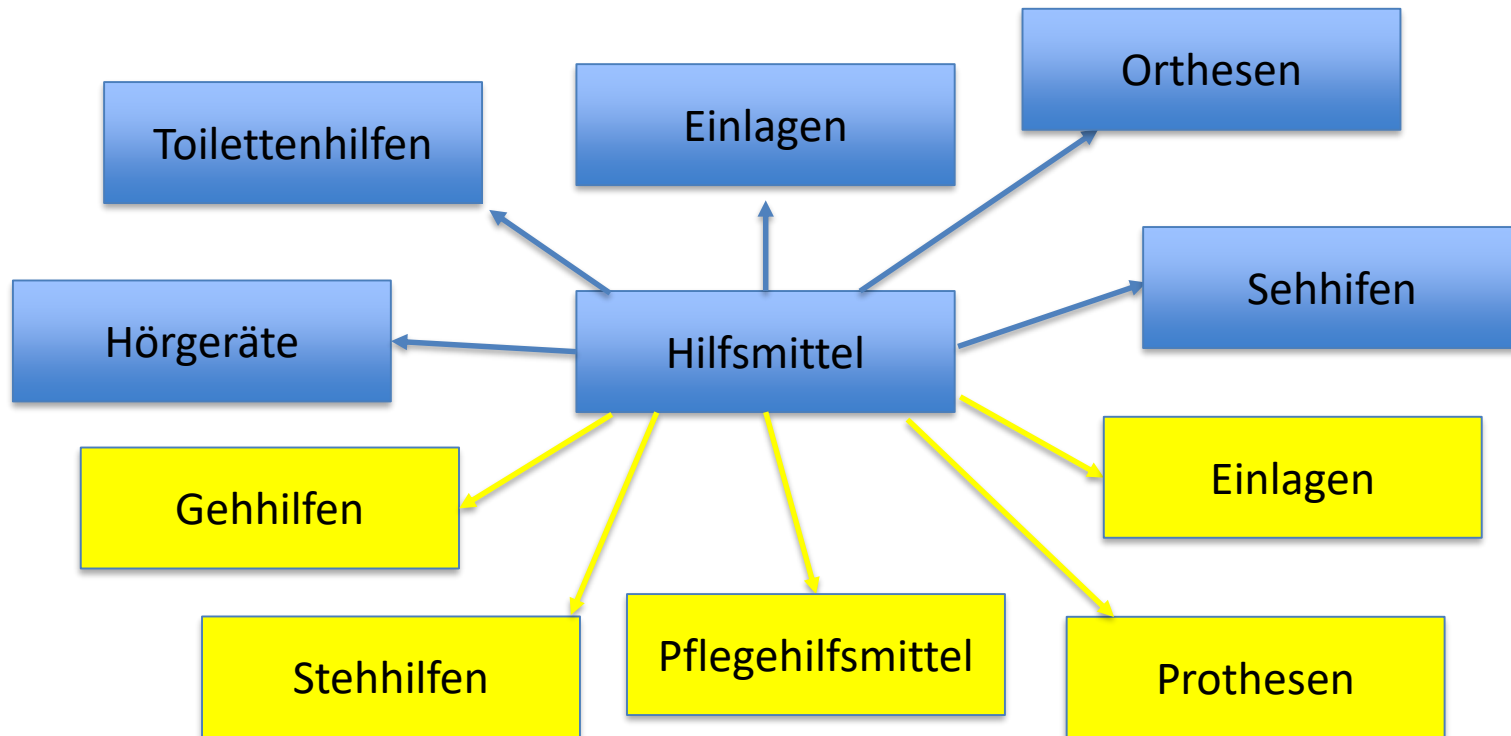 Orthesen
Einlagen
Toilettenhilfen
Sehhifen
Hörgeräte
Hilfsmittel
Einlagen
Gehhilfen
Pflegehilfsmittel
Stehhilfen
Prothesen